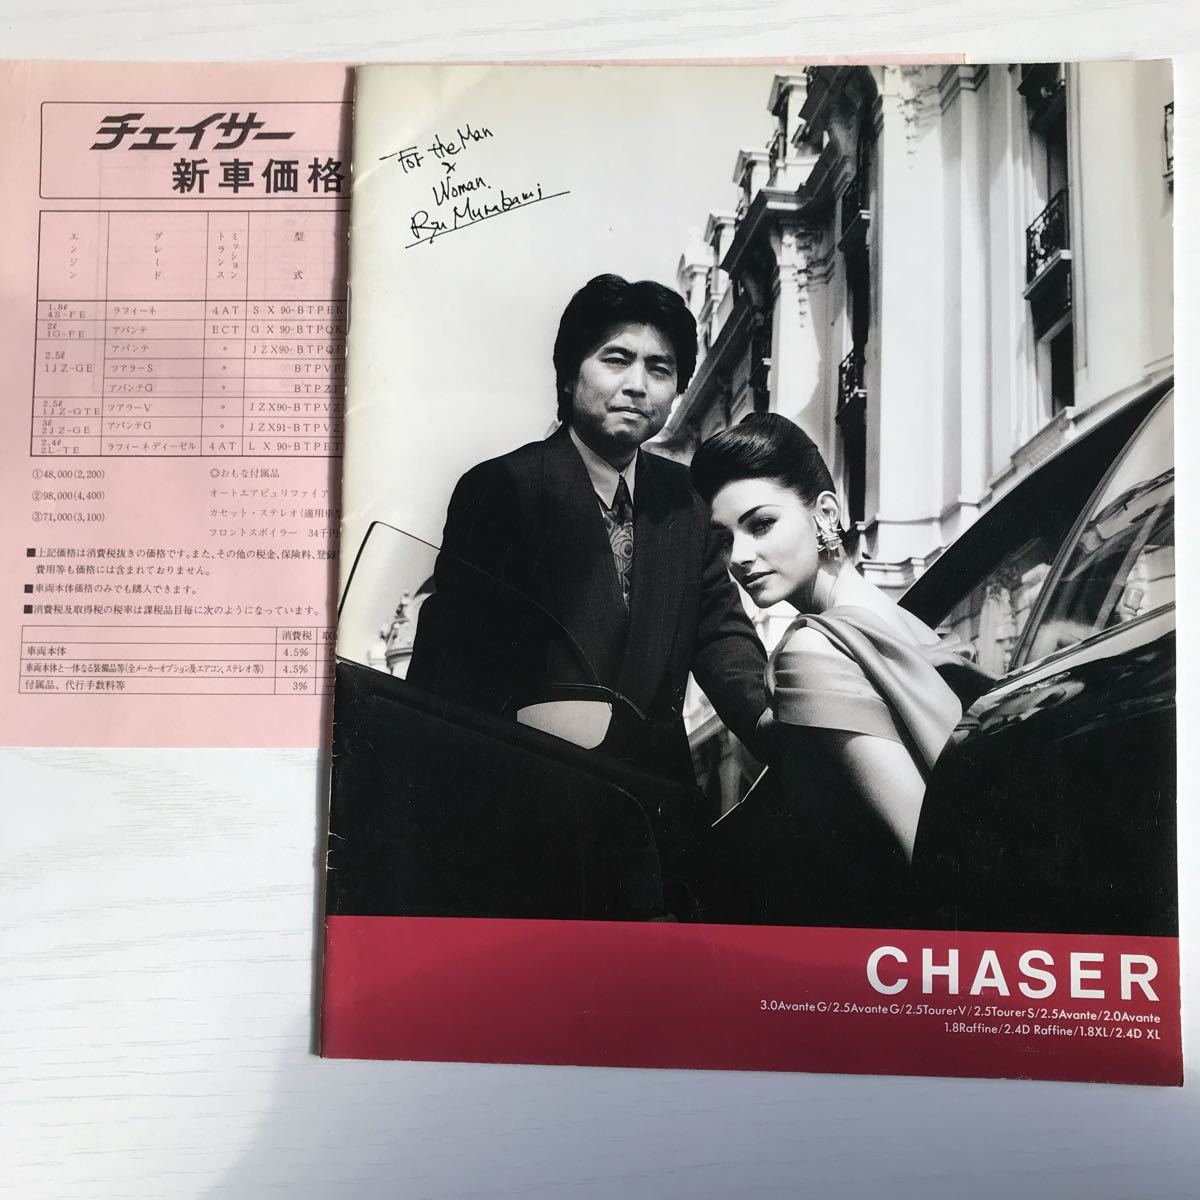 チェイサー
新車価格
エンジン グレード トランスミッション 型式
1.8ℓ 4S-FE ラフィーネ 4AT SX90-BTPEK
2ℓ 1G-FE アバンテ ECT GX90-BTPQK
2.5ℓ 1JZ-GE アバンテ 〃 JZX90-BTPQF
ツアラーS 〃 BTPVF
アバンテG 〃 BTPZF
2.5ℓ 1JZ-GTE ツアラーV 〃 JZX90-BTPVZ
3ℓ 2JZ-GE アバンテG 〃 JZX91-BTPVZ
2.4ℓ 2L-TE ラフィーネディーゼル 4AT LX90-BTPET
①48,000(2,200) ◎おもな付属品
②98,000(4,400) オートエアピュリファイア
③71,000(3,100) カセット・ステレオ(適用車型
フロントスポイラー 34千円
■上記価格は消費税抜きの価格です。また、その他の税金、保険料、登録
費用等も価格には含まれておりません。
■車両本体価格のみでも購入できます。
■消費税及取得税の税率は課税品目毎に次のようになっています。
消費税 取
車両本体 4.5% 5
車両本体と一体なる装備品等(全メーカーオプション及エアコン、ステレオ等) 4.5% 5
付属品、代行手数料等 3%
For the Man
&
Woman.
Ryu Murakami
CHASER
3.0Avante G/2.5Avante G/2.5Tourer V/2.5Tourer S/2.5Avante/2.0Avante
1.8Raffine/2.4D Raffine/1.8XL/2.4D XL